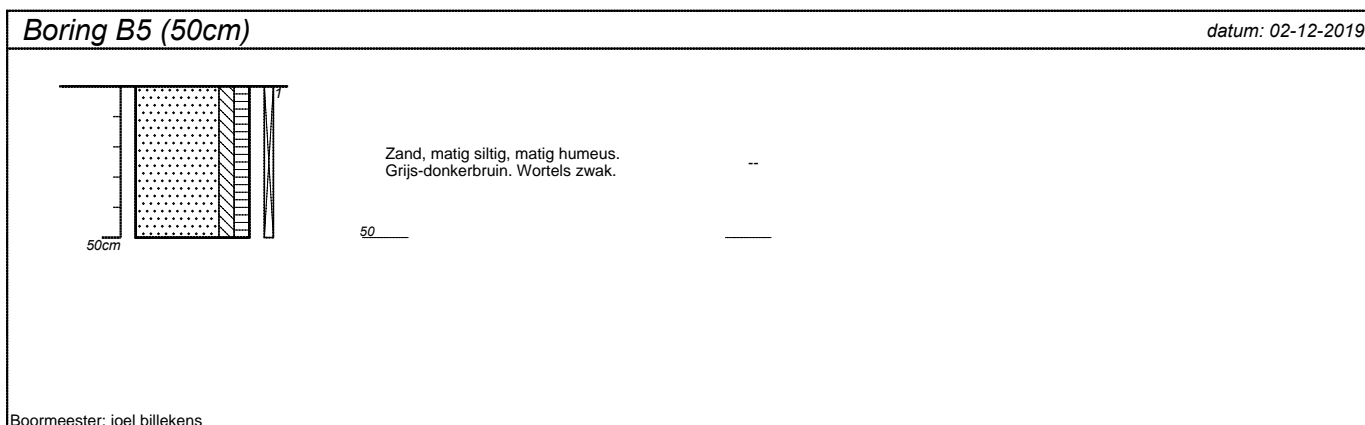 Boring B5 (50cm)
datum: 02-12-2019
1
Zand, matig siltig, matig humeus.
Grijs-donkerbruin. Wortels zwak.
--
50cm
50
Boormeester: joel billekens